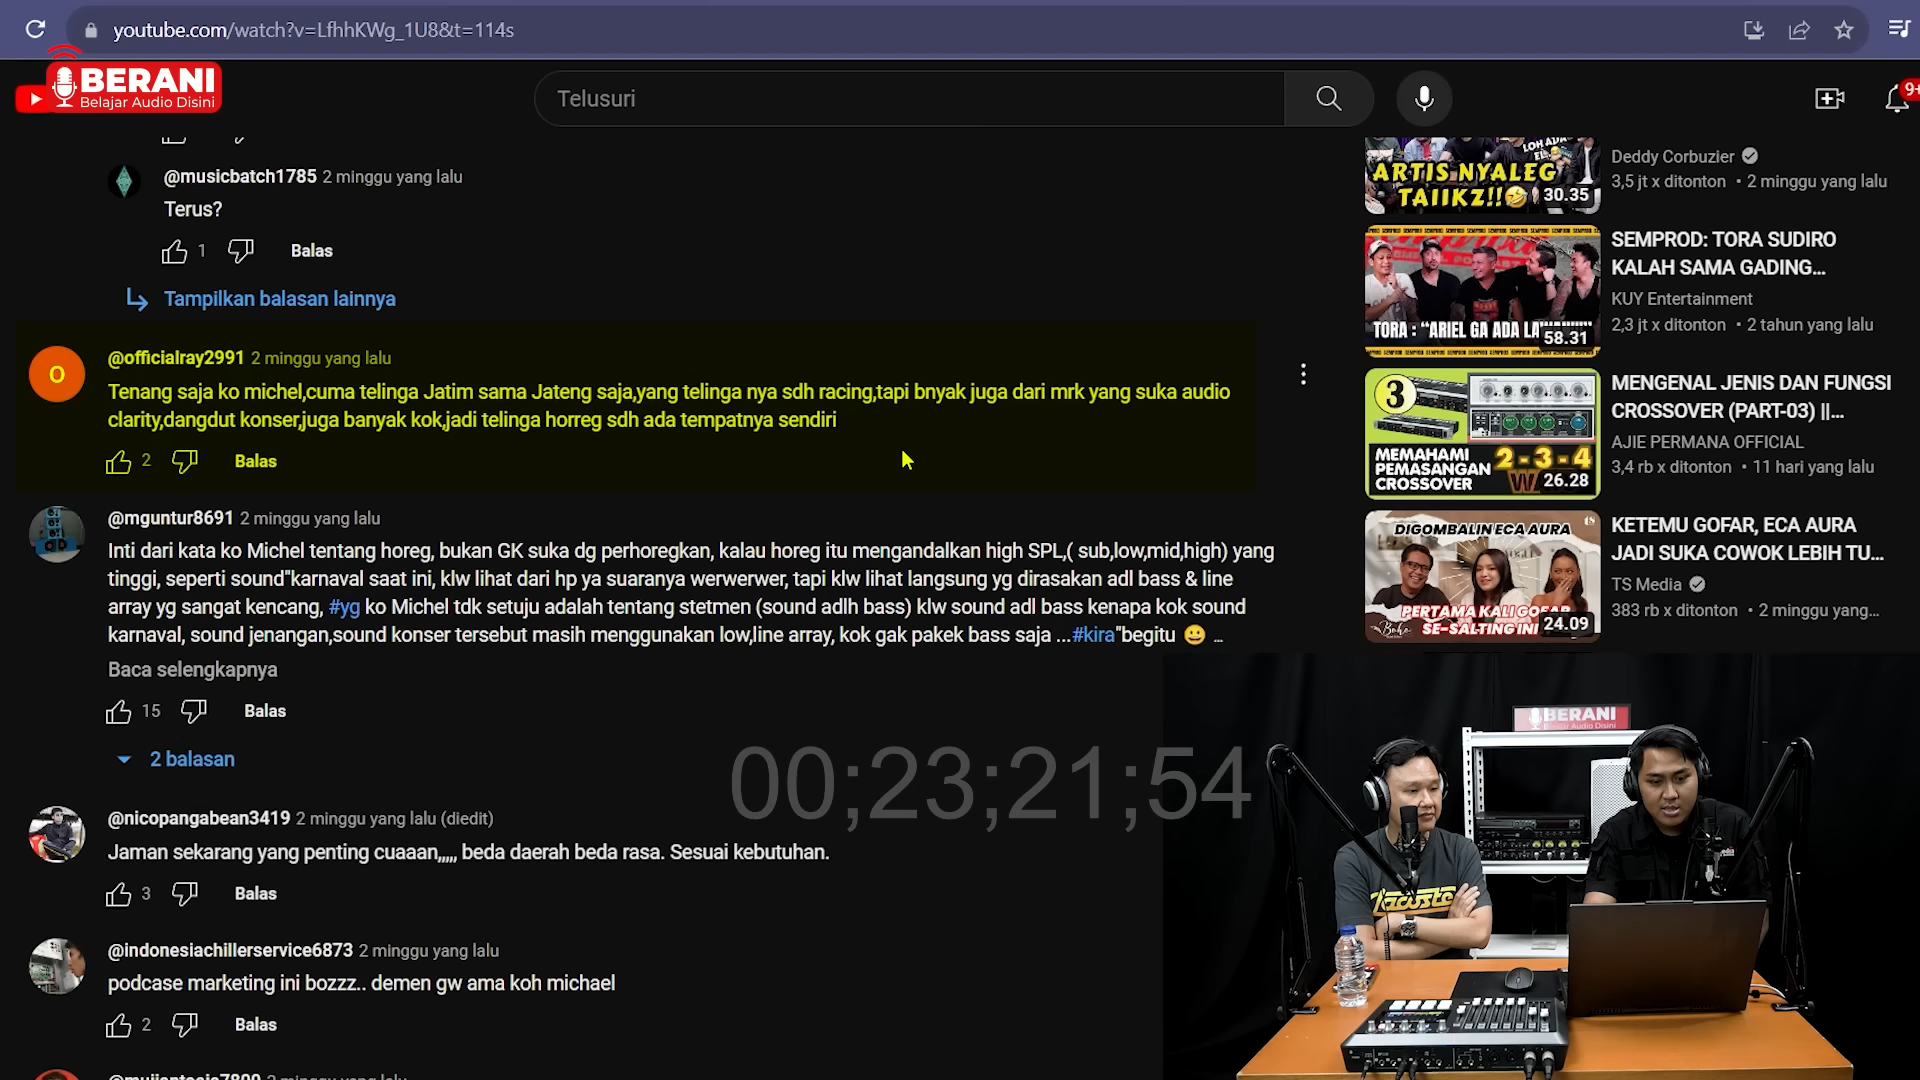 youtube.com/watch?v=LfhhKWg_1U8&t=114s
BERANI
Belajar Audio Disini
Telusuri
9+
@musicbatch1785 2 minggu yang lalu
Terus?
1 Balas
Tampilkan balasan lainnya
O
@officialray2991 2 minggu yang lalu
Tenang saja ko michel,cuma telinga Jatim sama Jateng saja,yang telinga nya sdh racing,tapi bnyak juga dari mrk yang suka audio
clarity,dangdut konser,juga banyak kok,jadi telinga horreg sdh ada tempatnya sendiri
2 Balas
@mguntur8691 2 minggu yang lalu
Inti dari kata ko Michel tentang horeg, bukan GK suka dg perhoregkan, kalau horeg itu mengandalkan high SPL,( sub,low,mid,high) yang
tinggi, seperti sound"karnaval saat ini, klw lihat dari hp ya suaranya werwerwer, tapi klw lihat langsung yg dirasakan adl bass & line
array yg sangat kencang, #yg ko Michel tdk setuju adalah tentang stetmen (sound adlh bass) klw sound adl bass kenapa kok sound
karnaval, sound jenangan,sound konser tersebut masih menggunakan low,line array, kok gak pakek bass saja ...#kira"begitu 😀 ...
Baca selengkapnya
15 Balas
2 balasan
@nicopangabean3419 2 minggu yang lalu (diedit)
Jaman sekarang yang penting cuaaan,,,,, beda daerah beda rasa. Sesuai kebutuhan.
3 Balas
@indonesiachillerservice6873 2 minggu yang lalu
podcase marketing ini bozzz.. demen gw ama koh michael
2 Balas
00;23;21;54
ARTIS NYALEG
TAIIKZ!!🤣
30.35
Deddy Corbuzier
3,5 jt x ditonton • 2 minggu yang lalu
TORA : "ARIEL GA ADA
58.31
SEMPROD: TORA SUDIRO
KALAH SAMA GADING...
KUY Entertainment
2,3 jt x ditonton • 2 tahun yang lalu
3
MEMAHAMI
PEMASANGAN
CROSSOVER
2-3-4
26.28
MENGENAL JENIS DAN FUNGSI
CROSSOVER (PART-03) ||...
AJIE PERMANA OFFICIAL
3,4 rb x ditonton • 11 hari yang lalu
DIGOMBALIN ECA AURA
PERTAMA KALI GOFAR
SE-SALTING INI
24.09
KETEMU GOFAR, ECA AURA
JADI SUKA COWOK LEBIH TU...
TS Media
383 rb x ditonton • 2 minggu yang...
BERANI
Belajar Audio Disini